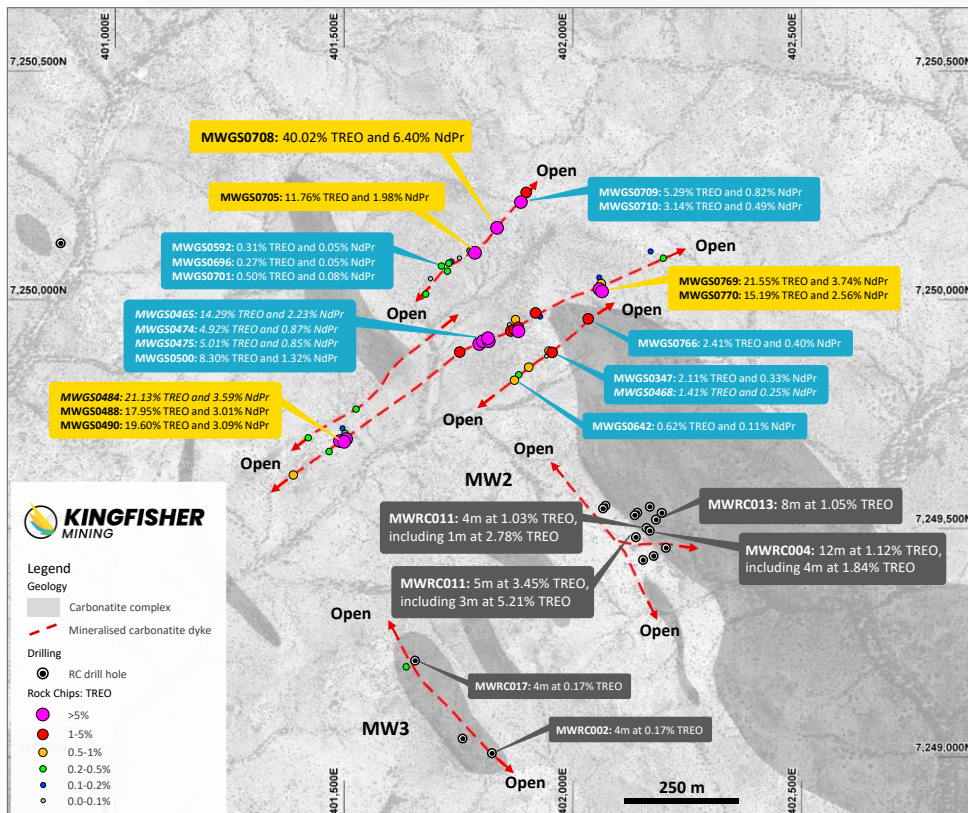 401,000E
401,500E
402,000E
402,500E
7,250,500N
7,250,500N
MWGS0708: 40.02% TREO and 6.40% NdPr
Open
MWGS0705: 11.76% TREO and 1.98% NdPr
MWGS0709: 5.29% TREO and 0.82% NdPr
MWGS0710: 3.14% TREO and 0.49% NdPr
MWGS0592: 0.31% TREO and 0.05% NdPr
MWGS0696: 0.27% TREO and 0.05% NdPr
MWGS0701: 0.50% TREO and 0.08% NdPr
Open
MWGS0769: 21.55% TREO and 3.74% NdPr
MWGS0770: 15.19% TREO and 2.56% NdPr
7,250,000N
7,250,000N
Open
MWGS0465: 14.29% TREO and 2.23% NdPr
MWGS0474: 4.92% TREO and 0.87% NdPr
MWGS0475: 5.01% TREO and 0.85% NdPr
MWGS0500: 8.30% TREO and 1.32% NdPr
Open
MWGS0766: 2.41% TREO and 0.40% NdPr
MWGS0347: 2.11% TREO and 0.33% NdPr
MWGS0468: 1.41% TREO and 0.25% NdPr
MWGS0484: 21.13% TREO and 3.59% NdPr
MWGS0488: 17.95% TREO and 3.01% NdPr
MWGS0490: 19.60% TREO and 3.09% NdPr
Open
MWGS0642: 0.62% TREO and 0.11% NdPr
Open
MW2
MWRC013: 8m at 1.05% TREO
MWRC011: 4m at 1.03% TREO,
including 1m at 2.78% TREO
7,249,500N
MWRC004: 12m at 1.12% TREO,
including 4m at 1.84% TREO
MWRC011: 5m at 3.45% TREO,
including 3m at 5.21% TREO
Open
Open
MWRC017: 4m at 0.17% TREO
MW3
MWRC002: 4m at 0.17% TREO
7,249,000N
Open
250 m
401,500E
402,000E
402,500E
KINGFISHER
MINING
Legend
Geology
Carbonatite complex
Mineralised carbonatite dyke
Drilling
RC drill hole
Rock Chips: TREO
>5%
1-5%
0.5-1%
0.2-0.5%
0.1-0.2%
0.0-0.1%